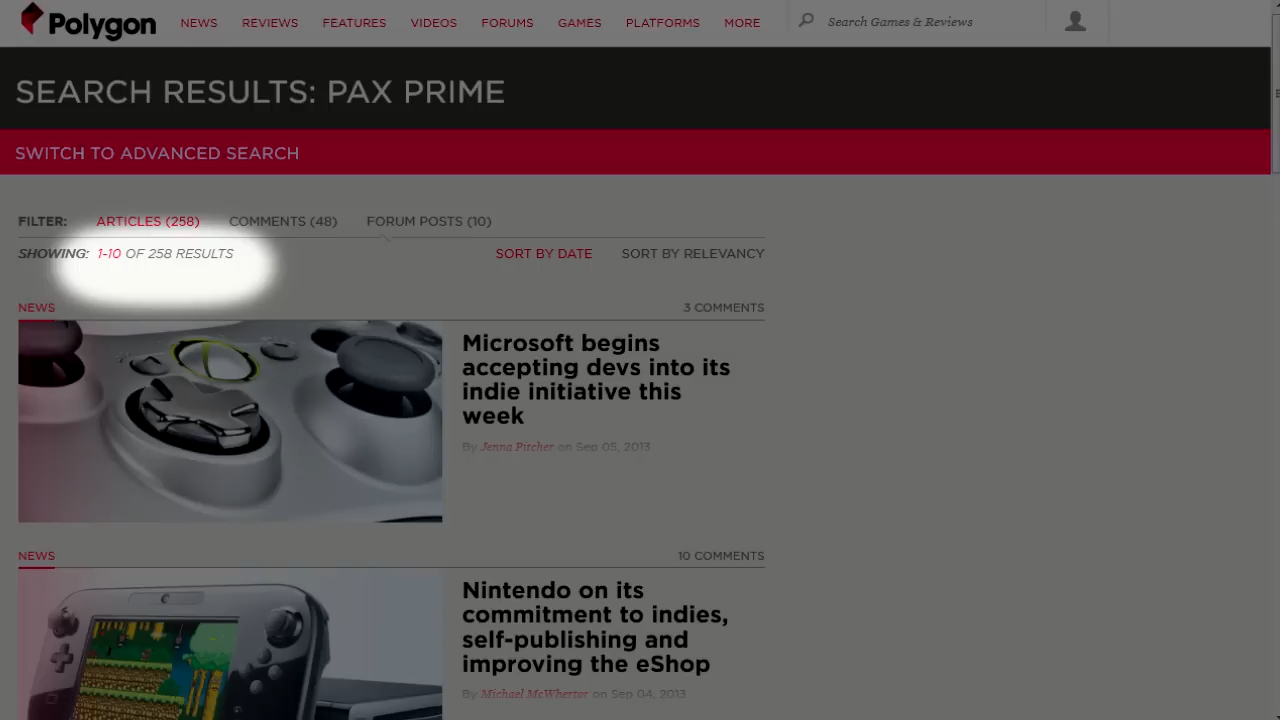 Polygon
NEWS REVIEWS FEATURES VIDEOS FORUMS GAMES PLATFORMS MORE
Search Games & Reviews
SEARCH RESULTS: PAX PRIME
SWITCH TO ADVANCED SEARCH
FILTER: ARTICLES (258) COMMENTS (48) FORUM POSTS (10)
SHOWING: 1-10 OF 258 RESULTS SORT BY DATE SORT BY RELEVANCY
NEWS 3 COMMENTS
Microsoft begins
accepting devs into its
indie initiative this
week
By Jenna Pitcher on Sep 05, 2013
NEWS 10 COMMENTS
Nintendo on its
commitment to indies,
self-publishing and
improving the eShop
By Michael McWhertor on Sep 04, 2013